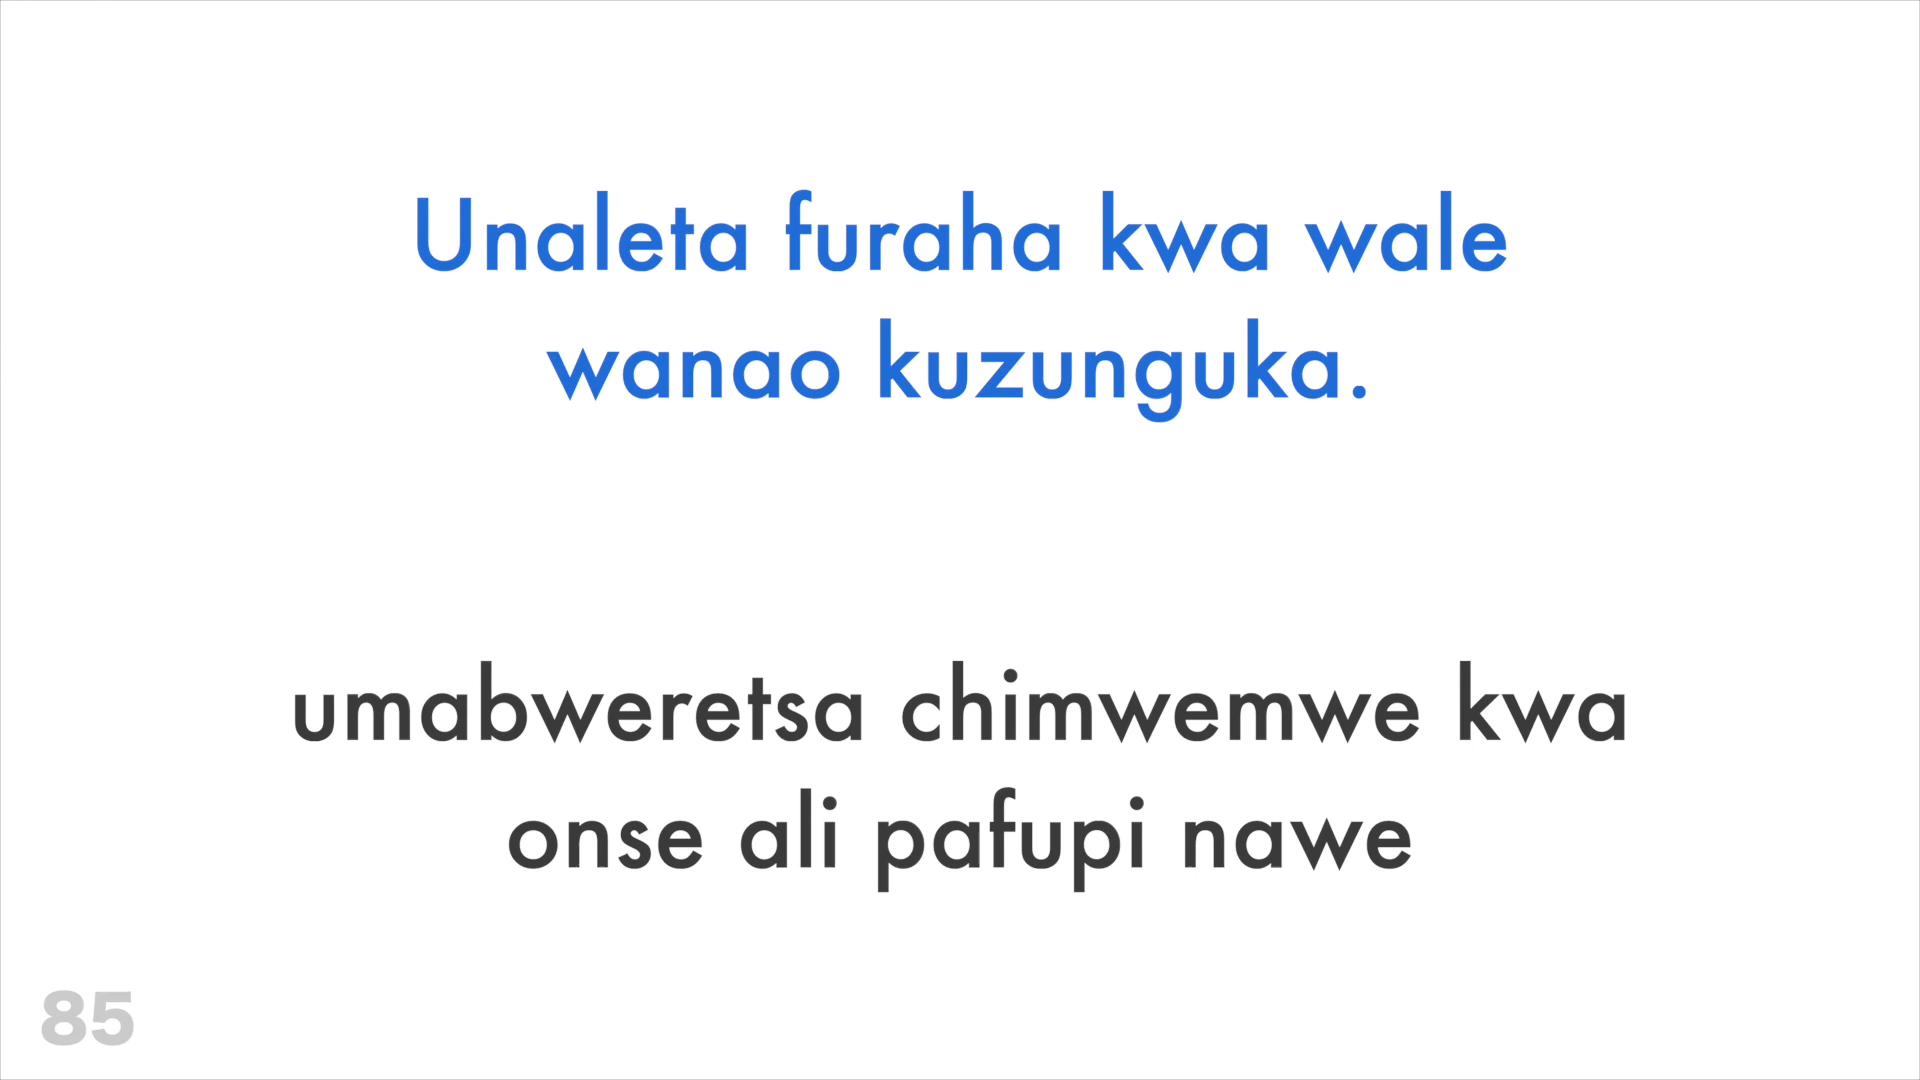 Unaleta furaha kwa wale
wanao kuzunguka.
umabweretsa chimwemwe kwa
onse ali pafupi nawe
85